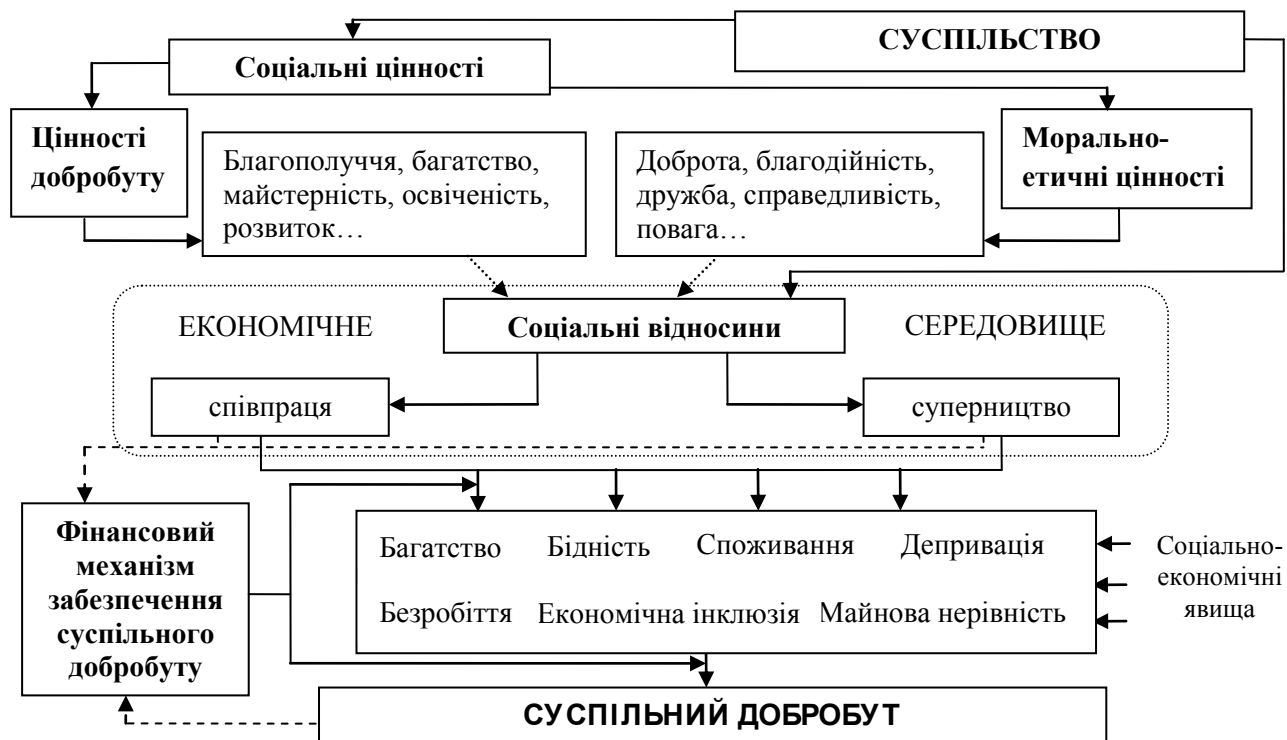 СУСПІЛЬСТВО
Соціальні цінності
Цінності
добробуту
Благополуччя, багатство,
майстерність, освіченість,
розвиток…
Доброта, благодійність,
дружба, справедливість,
повага…
Морально-
етичні цінності
ЕКОНОМІЧНЕ
Соціальні відносини
СЕРЕДОВИЩЕ
співпраця
суперництво
Фінансовий
механізм
забезпечення
суспільного
добробуту
Багатство Бідність Споживання Депривація
Безробіття Економічна інклюзія Майнова нерівність
Соціально-
економічні
явища
СУСПІЛЬНИЙ ДОБРОБУТ